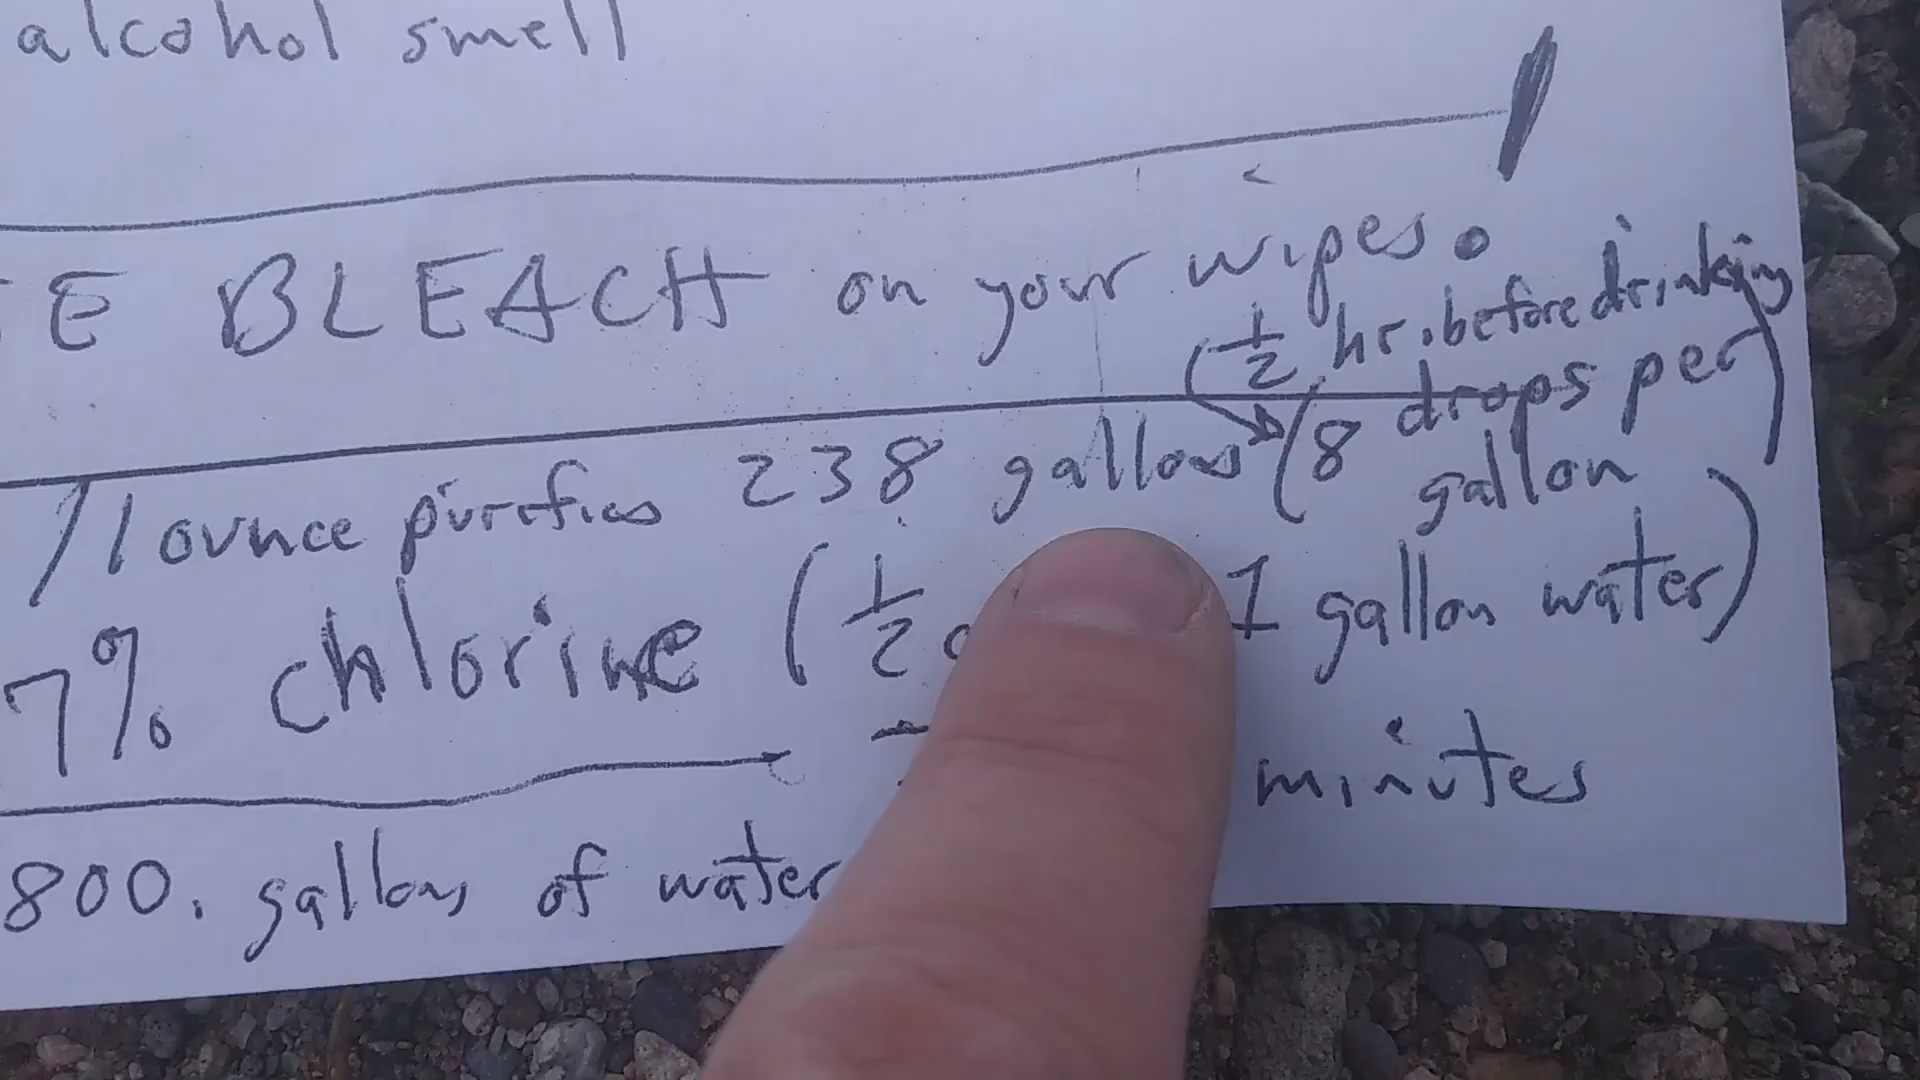 alcohol smell
E BLEACH on your wipes.
(1/2 hr. before drinking)
1 ounce purifies 238 gallons (8 drops per gallon
7% chlorine (1/2 1 gallon water)
minutes
800. gallons of water